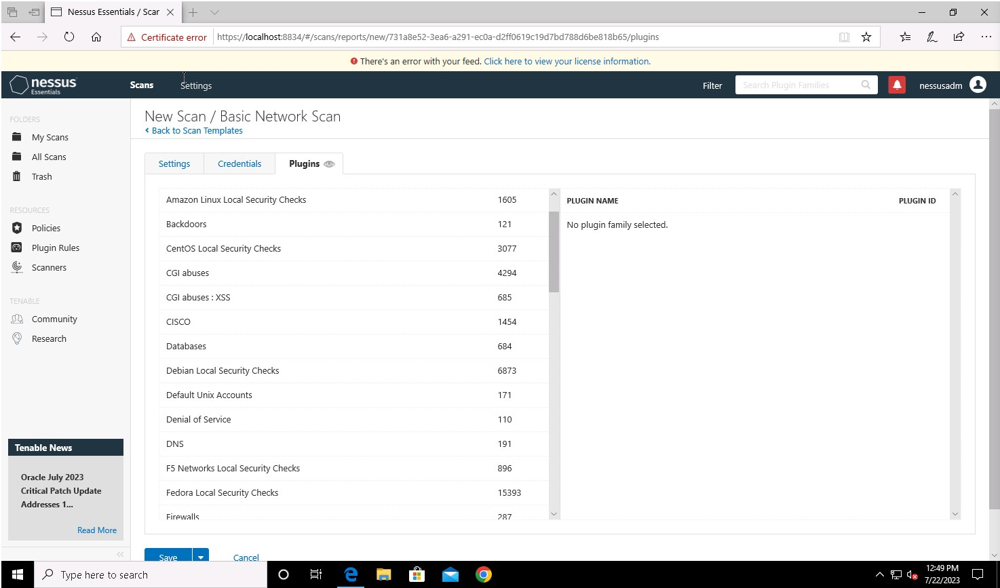 Nessus Essentials / Scar
Certificate error
https://localhost:8834/#/scans/reports/new/731a8e52-3ea6-a291-ec0a-d2ff0619c19d7bd788d6be818b65/plugins
There's an error with your feed. Click here to view your license information.
nessus
Essentials
Scans
Settings
Filter
Search Plugin Families
nessusadm
FOLDERS
My Scans
All Scans
Trash
RESOURCES
Policies
Plugin Rules
Scanners
TENABLE
Community
Research
Tenable News
Oracle July 2023
Critical Patch Update
Addresses 1...
Read More
New Scan / Basic Network Scan
Back to Scan Templates
Settings
Credentials
Plugins
Amazon Linux Local Security Checks 1605
Backdoors 121
CentOS Local Security Checks 3077
CGI abuses 4294
CGI abuses : XSS 685
CISCO 1454
Databases 684
Debian Local Security Checks 6873
Default Unix Accounts 171
Denial of Service 110
DNS 191
F5 Networks Local Security Checks 896
Fedora Local Security Checks 15393
Firewalls 287
PLUGIN NAME PLUGIN ID
No plugin family selected.
Save
Cancel
Type here to search
12:49 PM
7/22/2023